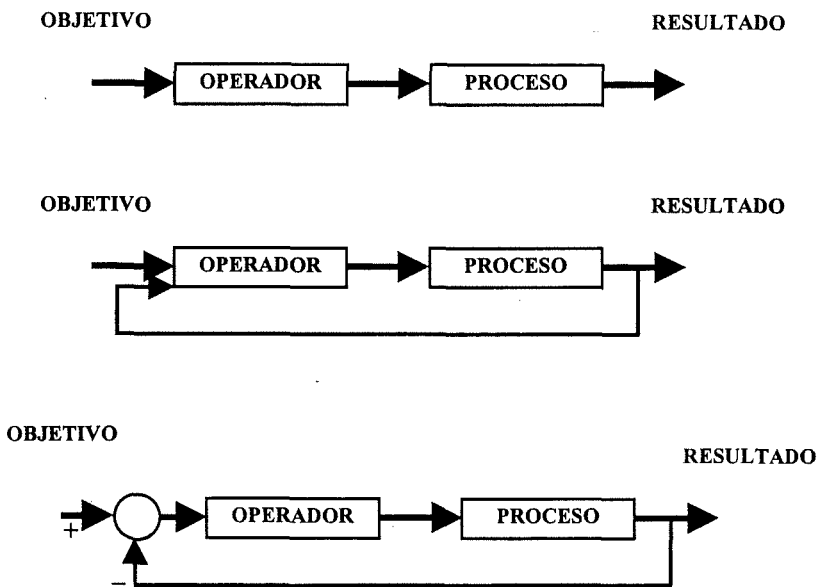 OBJETIVO RESULTADO
OPERADOR PROCESO
OBJETIVO RESULTADO
OPERADOR PROCESO
OBJETIVO
RESULTADO
OPERADOR PROCESO
+
−